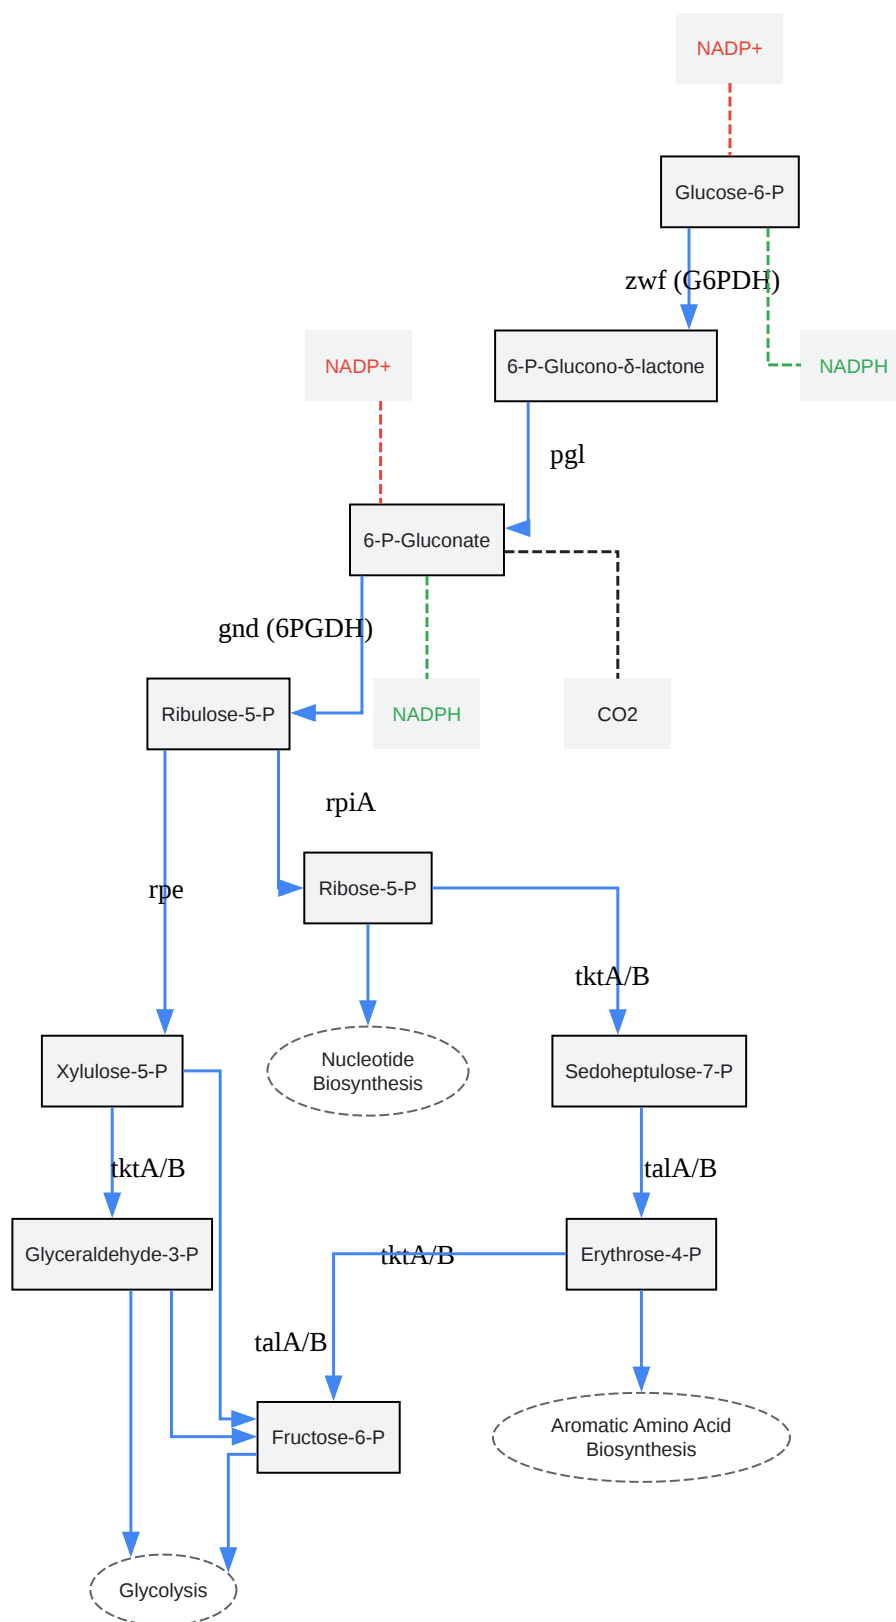 NADP+
Glucose-6-P
zwf (G6PDH)
NADP+
6-P-Glucono-δ-lactone
NADPH
pgl
6-P-Gluconate
gnd (6PGDH)
Ribulose-5-P
NADPH
CO2
rpiA
rpe
Ribose-5-P
tktA/B
Xylulose-5-P
Nucleotide
Biosynthesis
Sedoheptulose-7-P
tktA/B
talA/B
Glyceraldehyde-3-P
tktA/B
Erythrose-4-P
talA/B
Fructose-6-P
Aromatic Amino Acid
Biosynthesis
Glycolysis